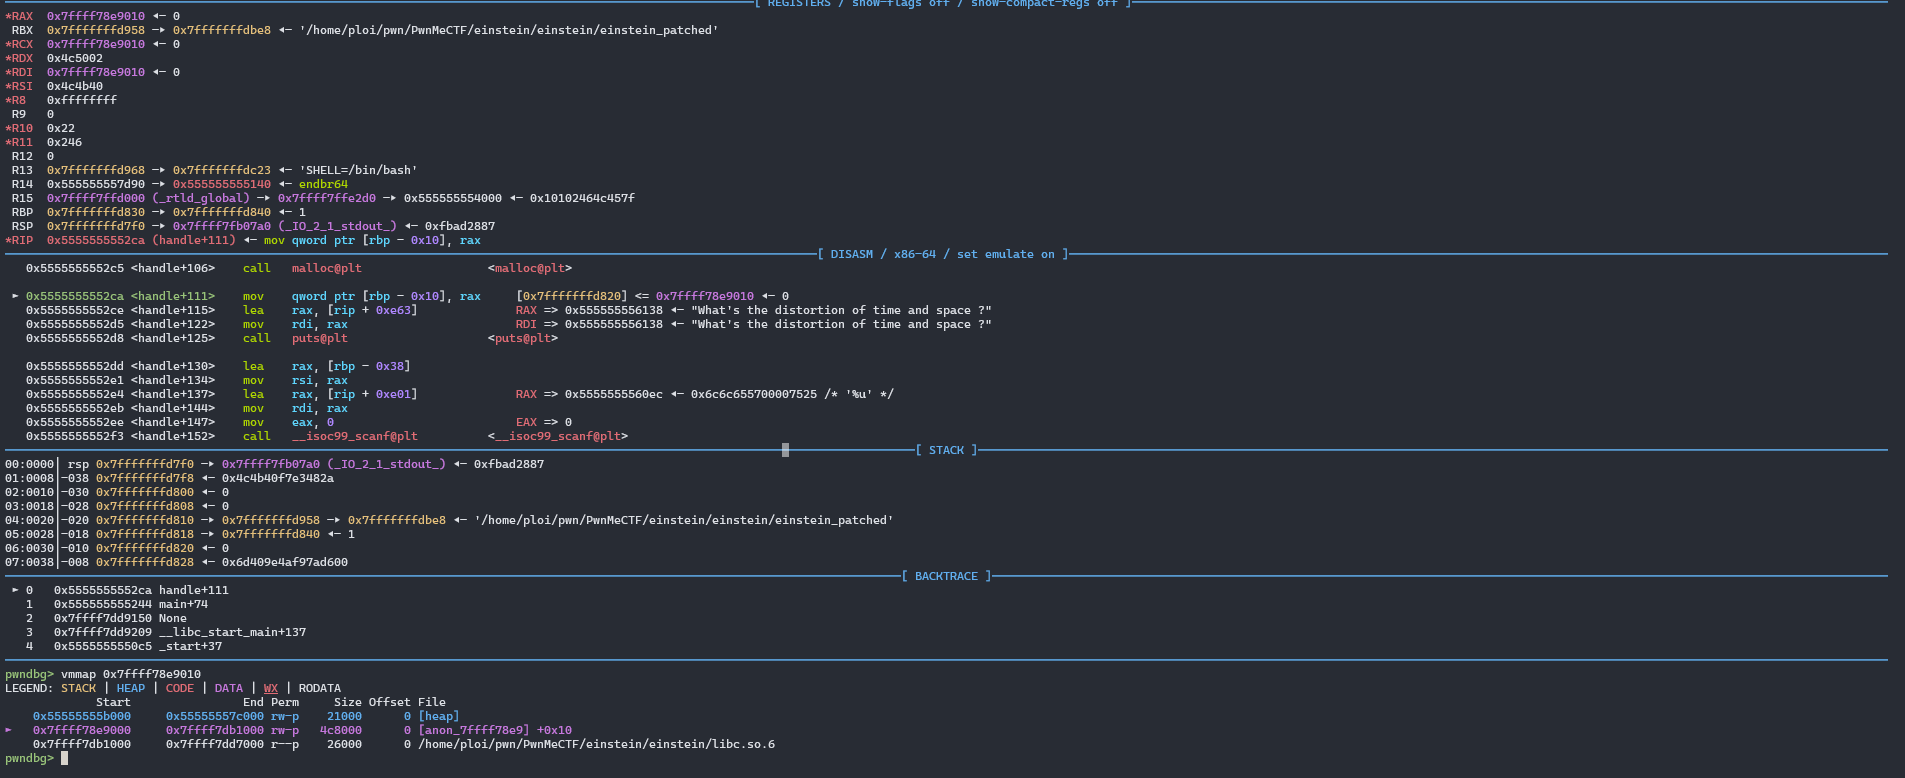 [ REGISTERS / show-flags off / show-compact-regs off ]
*RAX  0x7ffff78e9010 ◂— 0
 RBX  0x7fffffffd958 —▸ 0x7fffffffdbe8 ◂— '/home/ploi/pwn/PwnMeCTF/einstein/einstein/einstein_patched'
*RCX  0x7ffff78e9010 ◂— 0
*RDX  0x4c5002
*RDI  0x7ffff78e9010 ◂— 0
*RSI  0x4c4b40
*R8   0xffffffff
 R9   0
*R10  0x22
*R11  0x246
 R12  0
 R13  0x7fffffffd968 —▸ 0x7fffffffdc23 ◂— 'SHELL=/bin/bash'
 R14  0x555555557d90 —▸ 0x555555555140 ◂— endbr64
 R15  0x7ffff7ffd000 (_rtld_global) —▸ 0x7ffff7ffe2d0 —▸ 0x555555554000 ◂— 0x10102464c457f
 RBP  0x7fffffffd830 —▸ 0x7fffffffd840 ◂— 1
 RSP  0x7fffffffd7f0 —▸ 0x7ffff7fb07a0 (_IO_2_1_stdout_) ◂— 0xfbad2887
*RIP  0x5555555552ca (handle+111) ◂— mov qword ptr [rbp - 0x10], rax
[ DISASM / x86-64 / set emulate on ]
   0x5555555552c5 <handle+106>    call   malloc@plt                  <malloc@plt>
 ► 0x5555555552ca <handle+111>    mov    qword ptr [rbp - 0x10], rax     [0x7fffffffd820] <= 0x7ffff78e9010 ◂— 0
   0x5555555552ce <handle+115>    lea    rax, [rip + 0xe63]              RAX => 0x555555556138 ◂— "What's the distortion of time and space ?"
   0x5555555552d5 <handle+122>    mov    rdi, rax                        RDI => 0x555555556138 ◂— "What's the distortion of time and space ?"
   0x5555555552d8 <handle+125>    call   puts@plt                    <puts@plt>
   0x5555555552dd <handle+130>    lea    rax, [rbp - 0x38]
   0x5555555552e1 <handle+134>    mov    rsi, rax
   0x5555555552e4 <handle+137>    lea    rax, [rip + 0xe01]              RAX => 0x5555555560ec ◂— 0x6c6c655700007525 /* '%u' */
   0x5555555552eb <handle+144>    mov    rdi, rax
   0x5555555552ee <handle+147>    mov    eax, 0                          EAX => 0
   0x5555555552f3 <handle+152>    call   __isoc99_scanf@plt          <__isoc99_scanf@plt>
[ STACK ]
00:0000│ rsp 0x7fffffffd7f0 —▸ 0x7ffff7fb07a0 (_IO_2_1_stdout_) ◂— 0xfbad2887
01:0008│-038 0x7fffffffd7f8 ◂— 0x4c4b40f7e3482a
02:0010│-030 0x7fffffffd800 ◂— 0
03:0018│-028 0x7fffffffd808 ◂— 0
04:0020│-020 0x7fffffffd810 —▸ 0x7fffffffd958 —▸ 0x7fffffffdbe8 ◂— '/home/ploi/pwn/PwnMeCTF/einstein/einstein/einstein_patched'
05:0028│-018 0x7fffffffd818 —▸ 0x7fffffffd840 ◂— 1
06:0030│-010 0x7fffffffd820 ◂— 0
07:0038│-008 0x7fffffffd828 ◂— 0x6d409e4af97ad600
[ BACKTRACE ]
 ► 0   0x5555555552ca handle+111
   1   0x555555555244 main+74
   2   0x7ffff7dd9150 None
   3   0x7ffff7dd9209 __libc_start_main+137
   4   0x5555555550c5 _start+37
pwndbg> vmmap 0x7ffff78e9010
LEGEND: STACK | HEAP | CODE | DATA | WX | RODATA
             Start                End Perm     Size Offset File
    0x55555555b000     0x55555557c000 rw-p    21000      0 [heap]
►   0x7ffff78e9000     0x7ffff7db1000 rw-p   4c8000      0 [anon_7ffff78e9] +0x10
    0x7ffff7db1000     0x7ffff7dd7000 r--p    26000      0 /home/ploi/pwn/PwnMeCTF/einstein/einstein/libc.so.6
pwndbg>